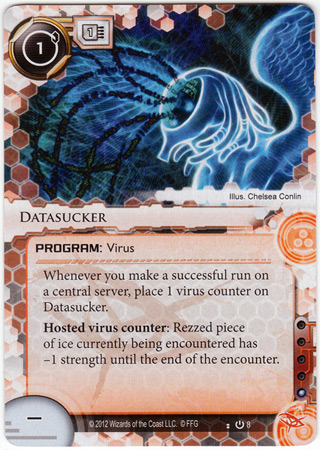 1
1
Illus. Chelsea Conlin
DATASUCKER
PROGRAM: Virus
Whenever you make a successful run on
a central server, place 1 virus counter on
Datasucker.
Hosted virus counter: Rezzed piece
of ice currently being encountered has
–1 strength until the end of the encounter.
–
© 2012 Wizards of the Coast LLC. © FFG
8